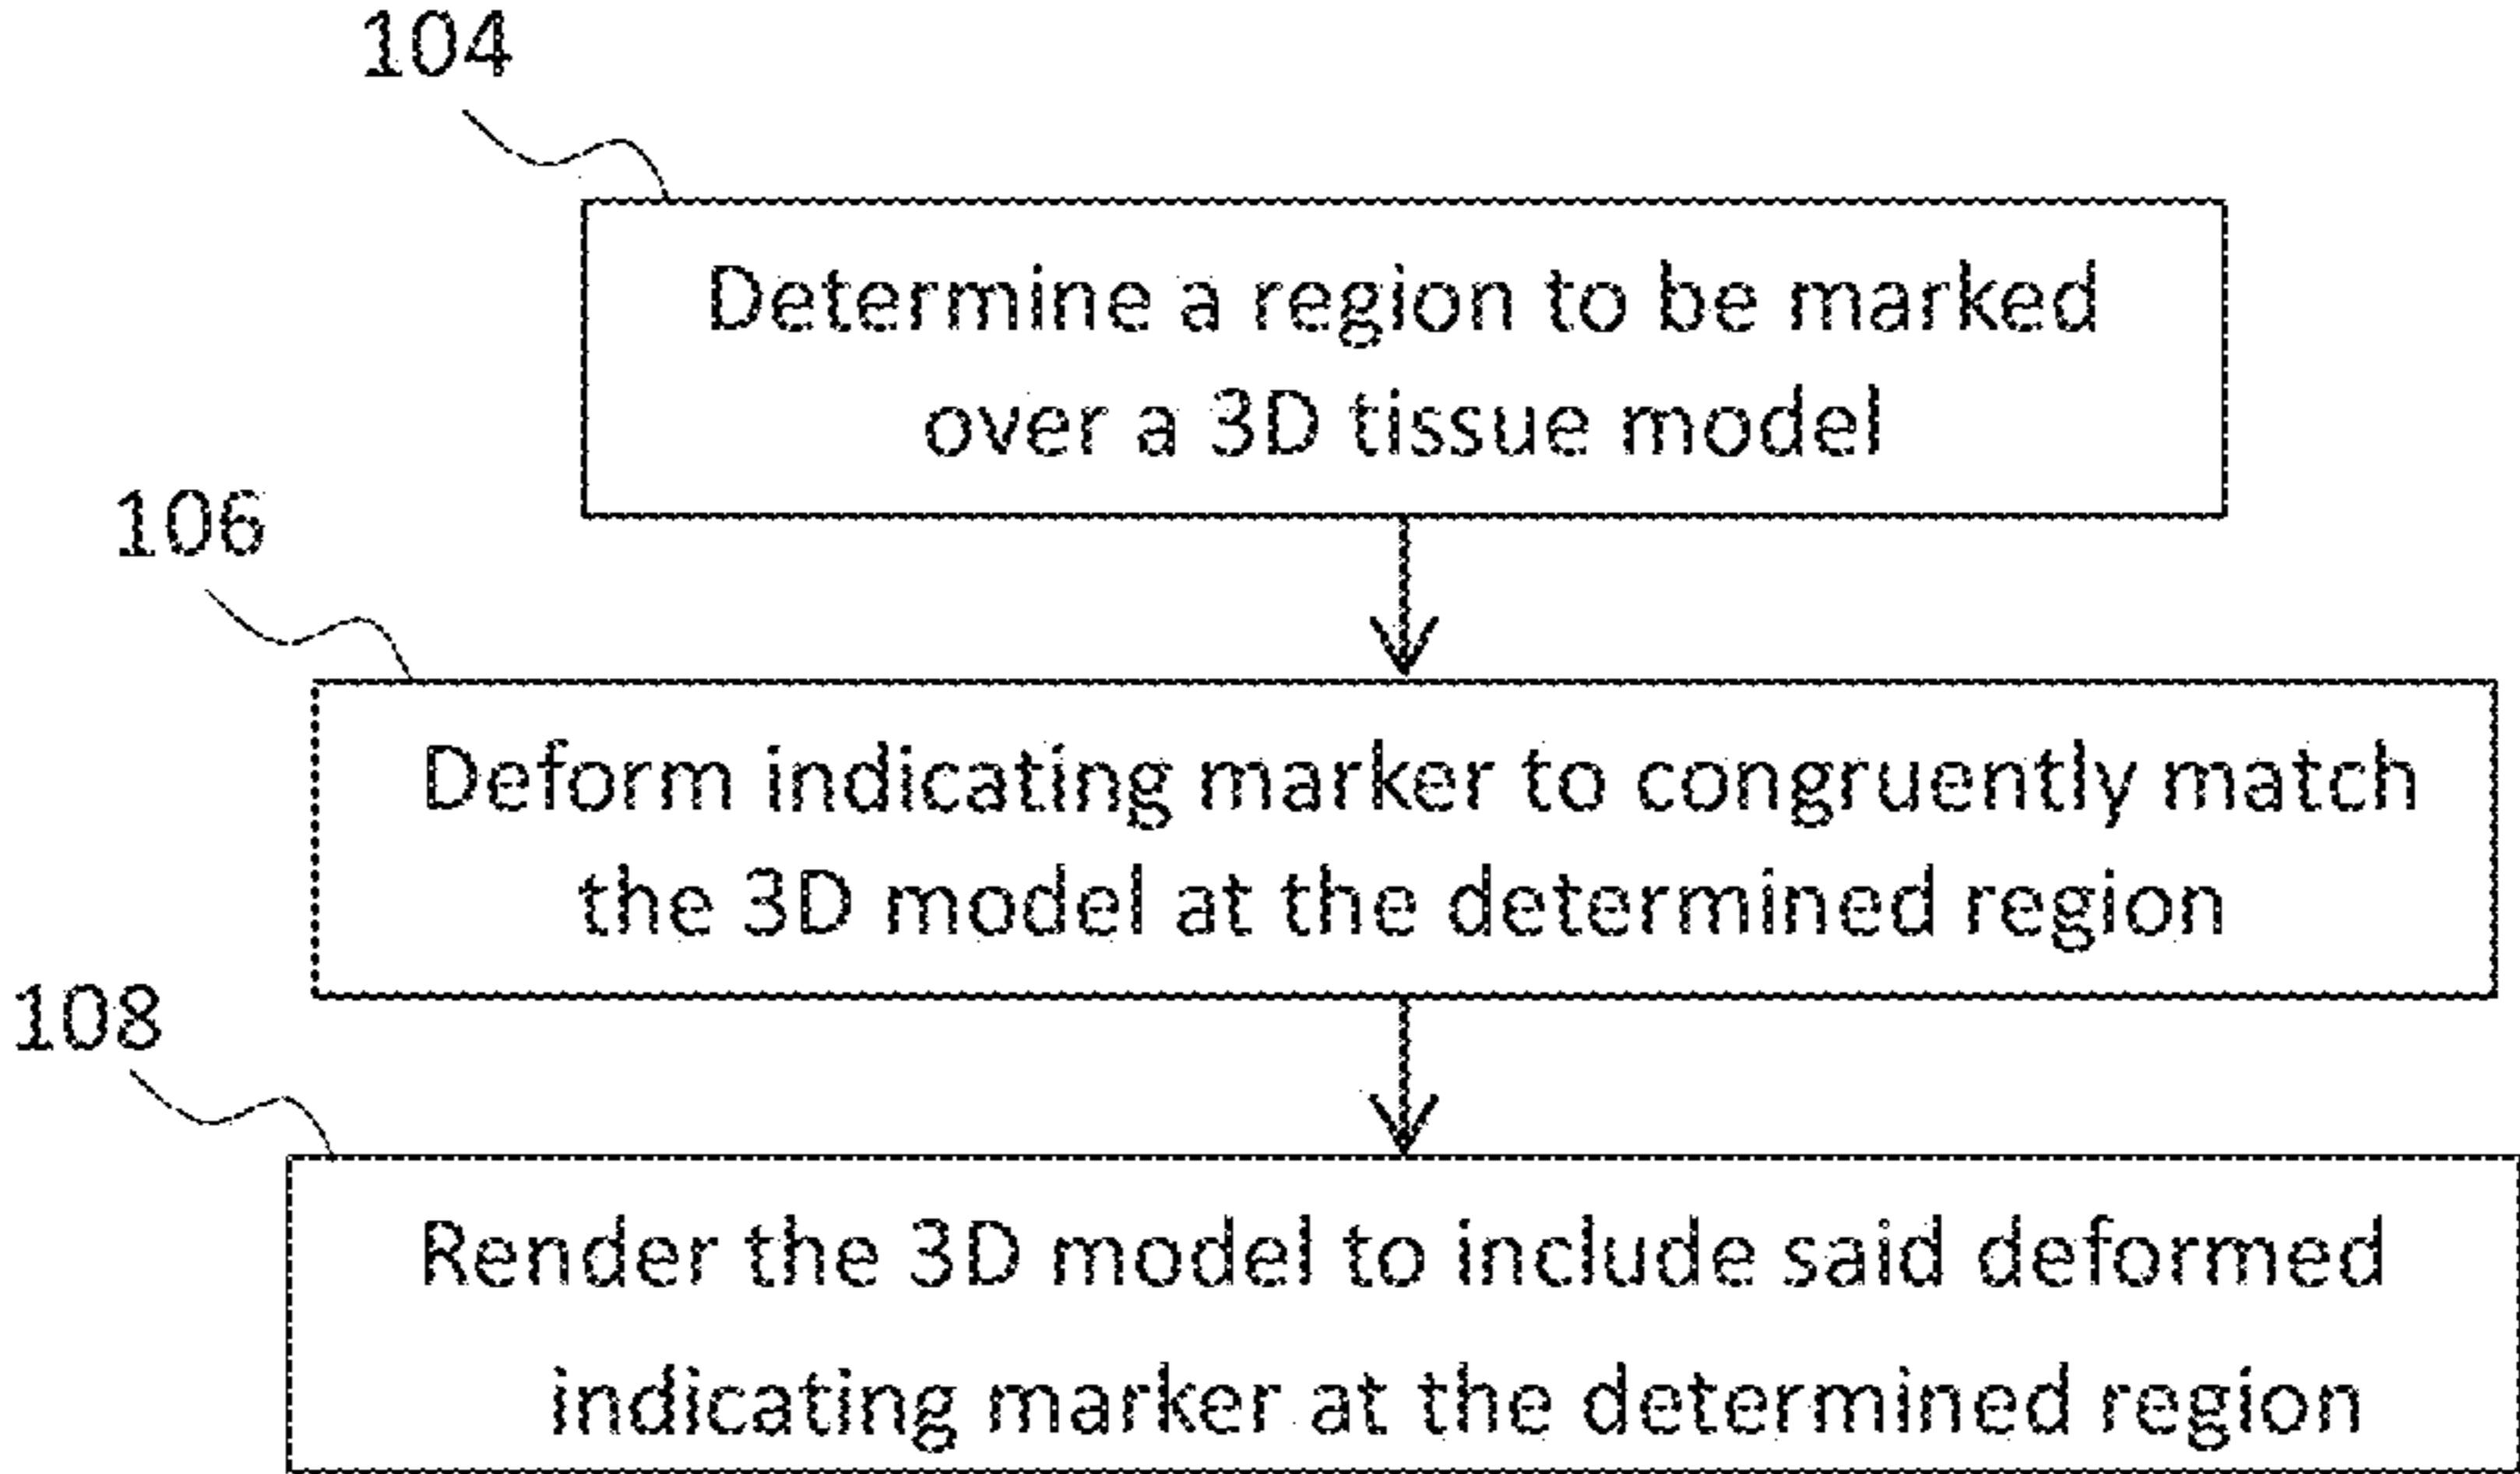 104
Determine a region to be marked
over a 3D tissue model
106
Deform indicating marker to congruently match
the 3D model at the determined region
108
Render the 3D model to include said deformed
indicating marker at the determined region